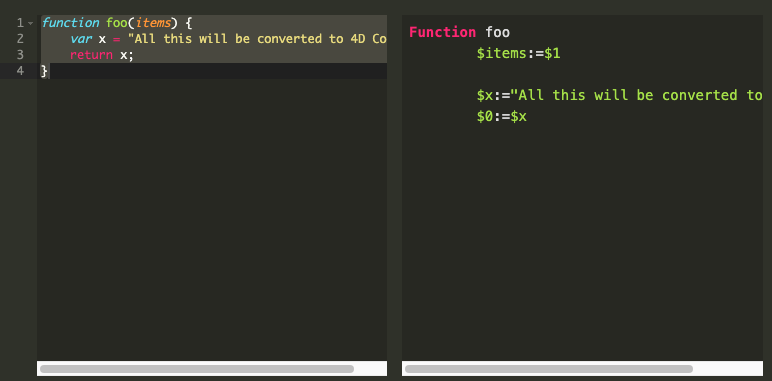 1 function foo(items) {
2 var x = "All this will be converted to 4D Co
3 return x;
4 }
Function foo
$items:=$1
$x:="All this will be converted to
$0:=$x